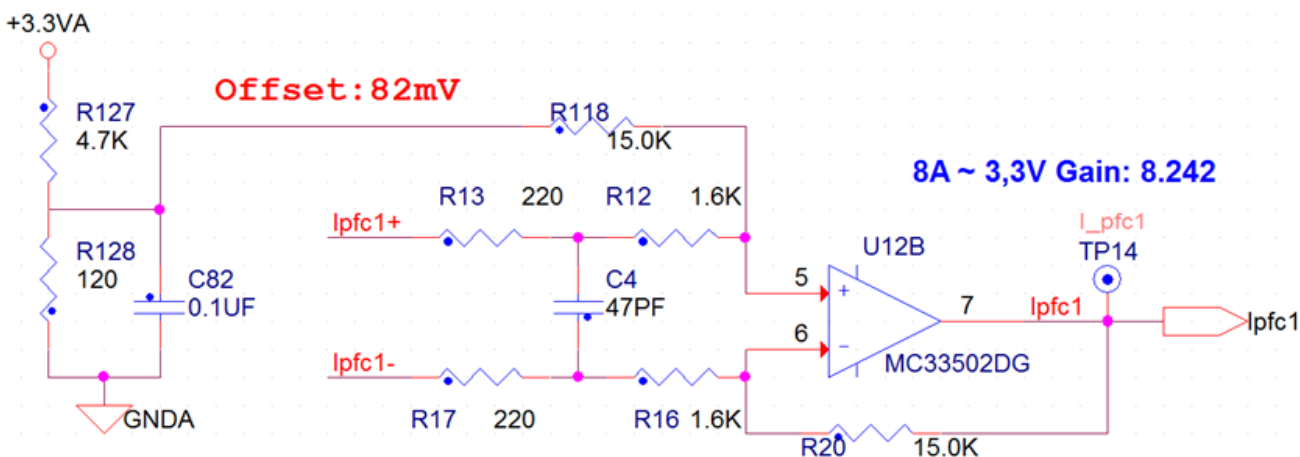 +3.3VA
Offset:82mV
R127
4.7K
R118
15.0K
8A ~ 3,3V Gain: 8.242
R13
220
R12
1.6K
Ipfc1+
I_pfc1
TP14
R128
120
C82
0.1UF
C4
47PF
U12B
5
+
7
Ipfc1
Ipfc1
6
−
MC33502DG
Ipfc1-
R17
220
R16
1.6K
GNDA
R20
15.0K